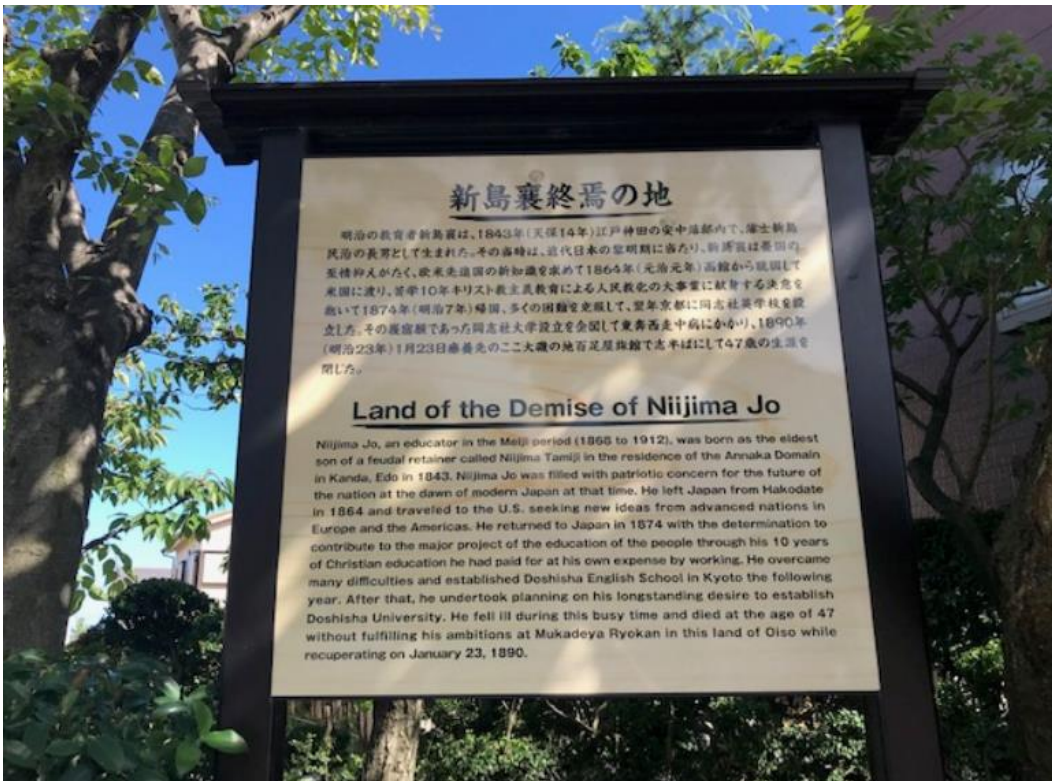 新島襄終焉の地
明治の教育者新島襄は、1843年(天保14年)江戸神田の安中藩邸内で、藩士新島
民治の長男として生まれた。その当時は、近代日本の黎明期に当たり、新島襄は憂国の
至情抑えがたく、欧米先進国の新知識を求めて1864年(元治元年)函館から脱国して
米国に渡り、苦学10年キリスト教主義教育による人民教化の大事業に献身する決意を
抱いて1874年(明治7年)帰国、多くの困難を克服して、翌年京都に同志社英学校を設
立した。その後宿願であった同志社大学設立を企図して東奔西走中病にかかり、1890年
(明治23年)1月23日療養先のここ大磯の地百足屋旅館で志半ばにして47歳の生涯を
閉じた。
Land of the Demise of Niijima Jo
Niijima Jo, an educator in the Meiji period (1868 to 1912), was born as the eldest
son of a feudal retainer called Niijima Tamiji in the residence of the Annaka Domain
in Kanda, Edo in 1843. Niijima Jo was filled with patriotic concern for the future of
the nation at the dawn of modern Japan at that time. He left Japan from Hakodate
in 1864 and traveled to the U.S. seeking new ideas from advanced nations in
Europe and the Americas. He returned to Japan in 1874 with the determination to
contribute to the major project of the education of the people through his 10 years
of Christian education he had paid for at his own expense by working. He overcame
many difficulties and established Doshisha English School in Kyoto the following
year. After that, he undertook planning on his longstanding desire to establish
Doshisha University. He fell ill during this busy time and died at the age of 47
without fulfilling his ambitions at Mukadeya Ryokan in this land of Oiso while
recuperating on January 23, 1890.